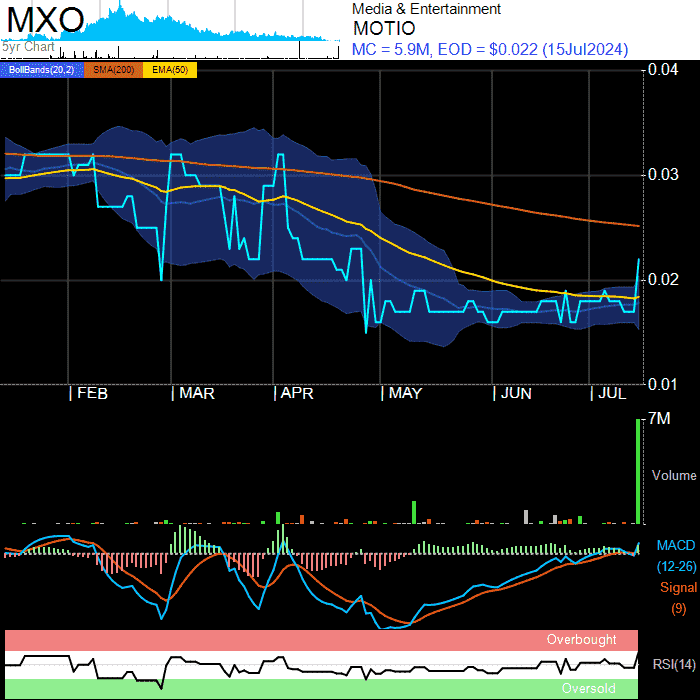 MXO
5yr Chart
Media & Entertainment
MOTIO
MC = 5.9M, EOD = $0.022 (15Jul2024)
BollBands(20,2) SMA(200) EMA(50)
0.04
0.03
0.02
0.01
FEB MAR APR MAY JUN JUL
7M
Volume
MACD
(12-26)
Signal
(9)
Overbought
RSI(14)
Oversold